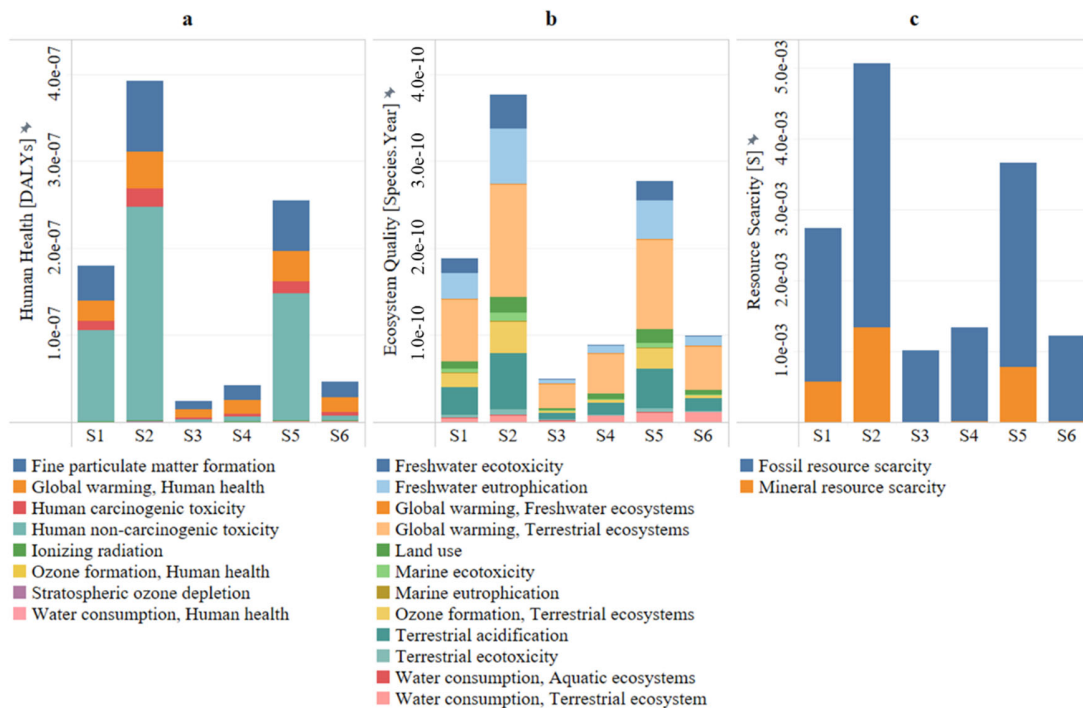 a
Human Health [DALYs]
4.0e-07
3.0e-07
2.0e-07
1.0e-07
S1 S2 S3 S4 S5 S6
Fine particulate matter formation
Global warming, Human health
Human carcinogenic toxicity
Human non-carcinogenic toxicity
Ionizing radiation
Ozone formation, Human health
Stratospheric ozone depletion
Water consumption, Human health
b
Ecosystem Quality [Species.Year]
4.0e-10
3.0e-10
2.0e-10
1.0e-10
S1 S2 S3 S4 S5 S6
Freshwater ecotoxicity
Freshwater eutrophication
Global warming, Freshwater ecosystems
Global warming, Terrestrial ecosystems
Land use
Marine ecotoxicity
Marine eutrophication
Ozone formation, Terrestrial ecosystems
Terrestrial acidification
Terrestrial ecotoxicity
Water consumption, Aquatic ecosystems
Water consumption, Terrestrial ecosystem
c
Resource Scarcity [S]
5.0e-03
4.0e-03
3.0e-03
2.0e-03
1.0e-03
S1 S2 S3 S4 S5 S6
Fossil resource scarcity
Mineral resource scarcity